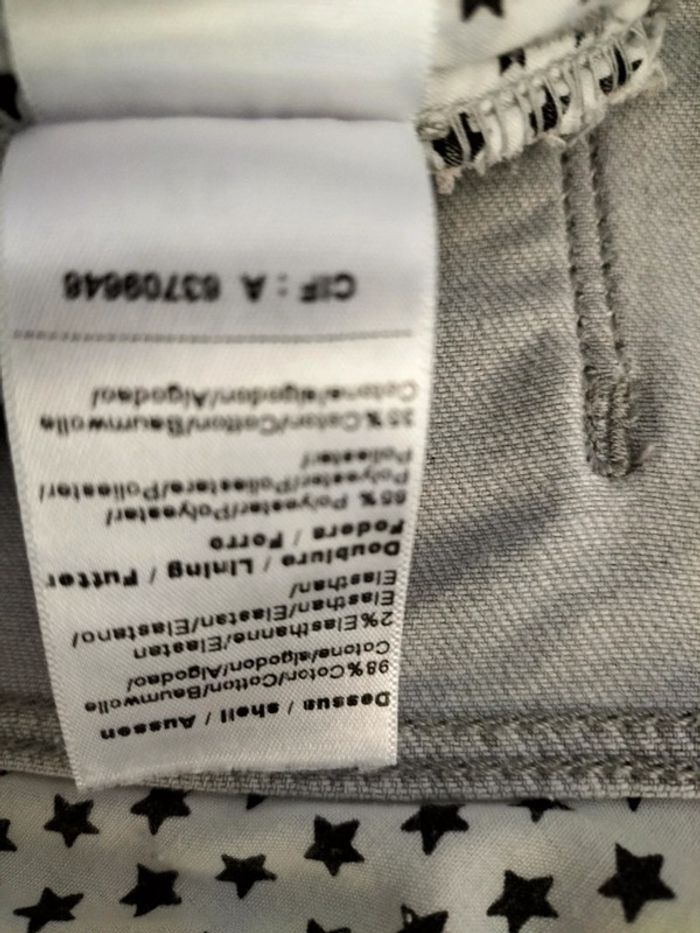 Dessus / shell / Aussen
98%Coton/Cotton/Baumwolle
Cotone/algodon/Algodao/
2%Elasthanne/Elastan
Elasthan/Elastan/Elastano/
Elasthan/
Doublure / Lining / Futter
Fodera / Forro
65% Polyester/Polyester/
Polyester/Poliestere/Poliester/
Poliester/
35%Coton/Cotton/Baumwolle
Cotone/algodon/Algodao/
CIF : A 63709646